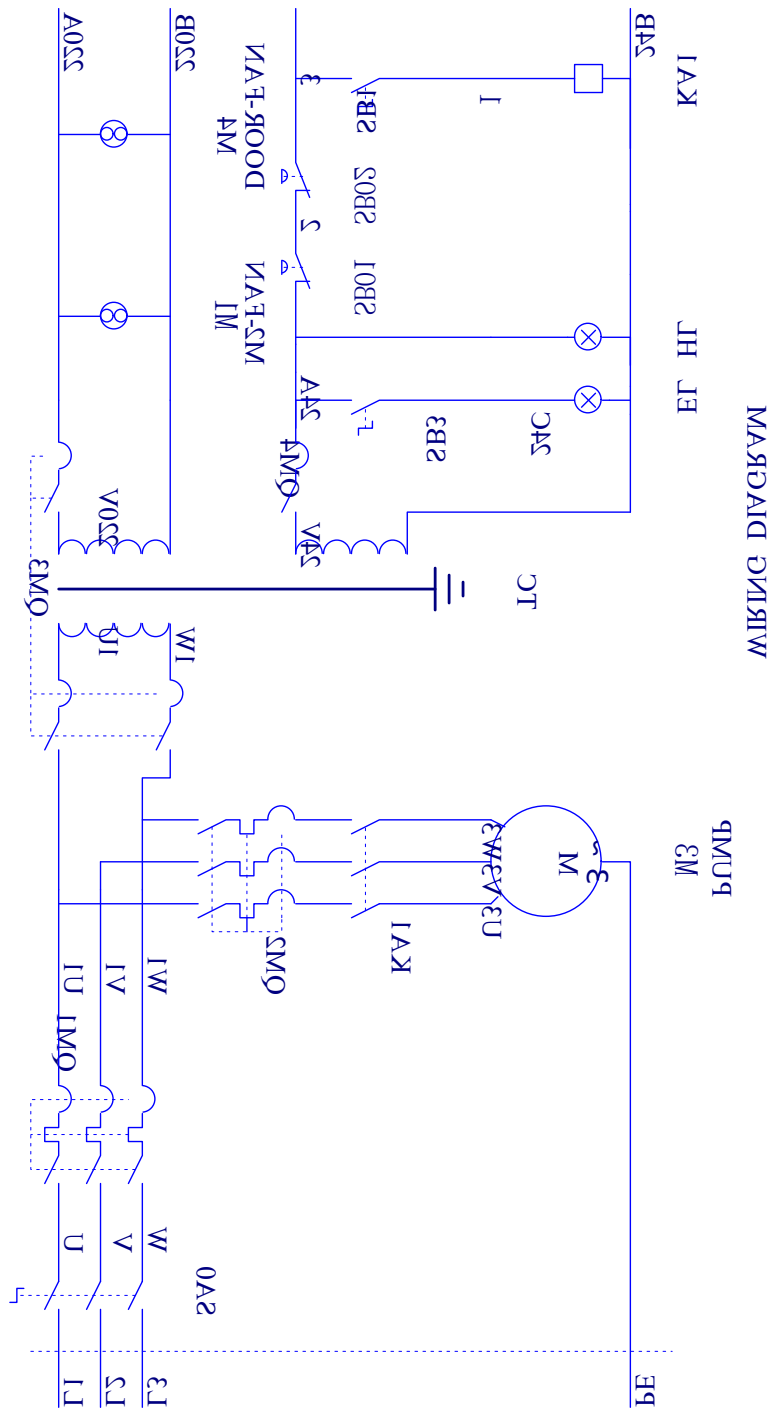 WIRING DIAGRAM
L1
L2
L3
PE
SA0
U
V
W
QM1
1U
1V
1W
QM2
KA1
U3
V3
W3
M
3~
M3
PUMP
U1
W1
QM3
TC
220V
24V
QM4
24A
SB3
24C
EL
HL
M1
M2-FAN
SB01
2
SB02
M4
DOOR-FAN
3
SB1
1
KA1
220A
220B
24B